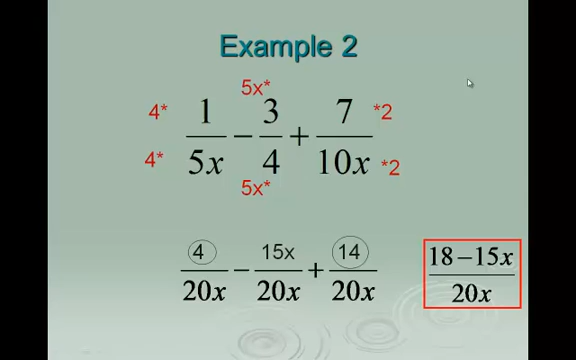 Example 2
5x*
4* 1 3 7 *2
− +
4* 5x 4 10x *2
5x*
4 15x 14 18 − 15x
− +
20x 20x 20x 20x